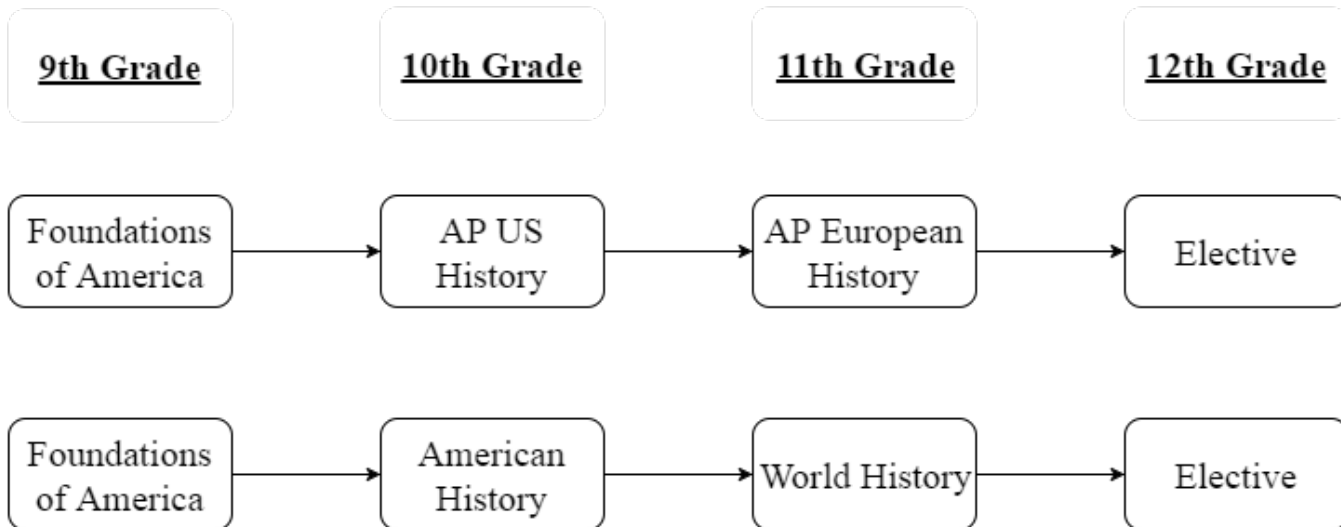 9th Grade
10th Grade
11th Grade
12th Grade
Foundations
of America
AP US
History
AP European
History
Elective
Foundations
of America
American
History
World History
Elective